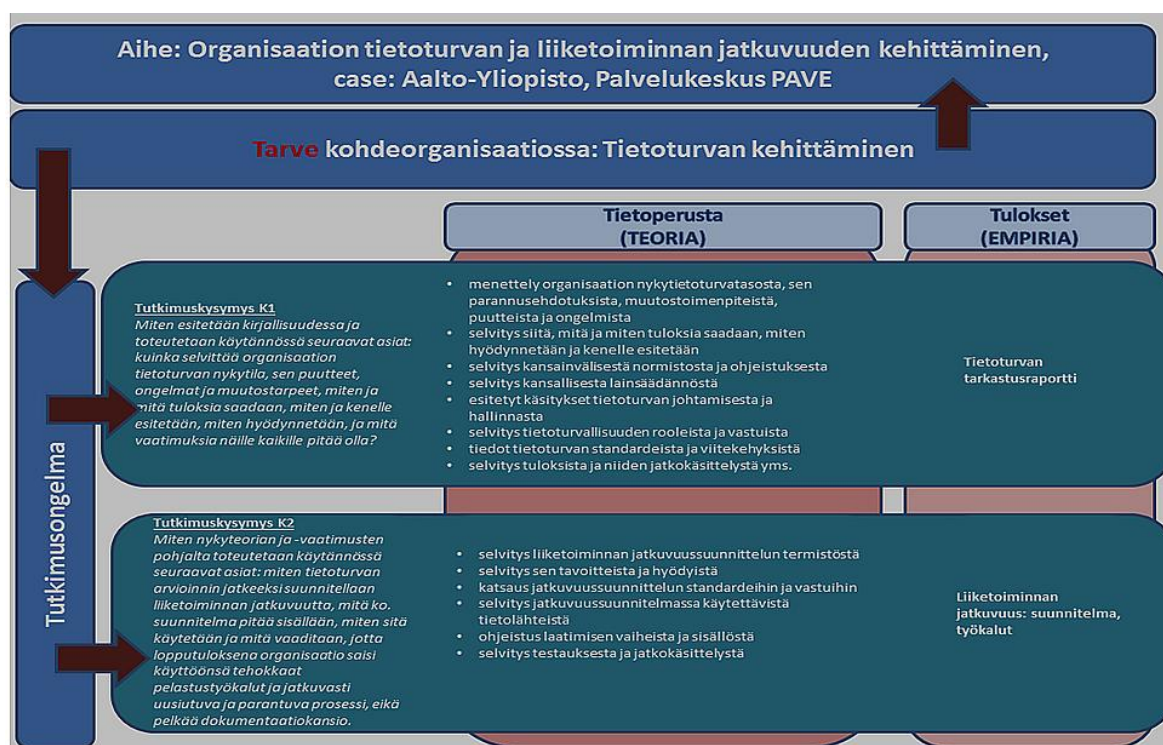 Aihe: Organisaation tietoturvan ja liiketoiminnan jatkuvuuden kehittäminen,
case: Aalto-Yliopisto, Palvelukeskus PAVE
Tarve kohdeorganisaatiossa: Tietoturvan kehittäminen
Tietoperusta
(TEORIA)
Tulokset
(EMPIRIA)
Tutkimusongelma
Tutkimuskysymys K1
Miten esitetään kirjallisuudessa ja
toteutetaan käytännössä seuraavat asiat:
kuinka selvittää organisaation
tietoturvan nykytila, sen puutteet,
ongelmat ja muutostarpeet, miten ja
mitä tuloksia saadaan, miten ja kenelle
esitetään, miten hyödynnetään, ja mitä
vaatimuksia näille kaikille pitää olla?
• menettely organisaation nykytietoturvatasosta, sen
parannusehdotuksista, muutostoimenpiteistä,
puutteista ja ongelmista
• selvitys siitä, mitä ja miten tuloksia saadaan, miten
hyödynnetään ja kenelle esitetään
• selvitys kansainvälisestä normistosta ja ohjeistuksesta
• selvitys kansallisesta lainsäädännöstä
• esitetyt käsitykset tietoturvan johtamisesta ja
hallinnasta
• selvitys tietoturvallisuuden rooleista ja vastuista
• tiedot tietoturvan standardeista ja viitekehyksistä
• selvitys tuloksista ja niiden jatkokäsittelystä yms.
Tietoturvan
tarkastusraportti
Tutkimuskysymys K2
Miten nykyteorian ja -vaatimusten
pohjalta toteutetaan käytännössä
seuraavat asiat: miten tietoturvan
arvioinnin jatkeeksi suunnitellaan
liiketoiminnan jatkuvuutta, mitä ko.
suunnitelma pitää sisällään, miten sitä
käytetään ja mitä vaaditaan, jotta
lopputuloksena organisaatio saisi
käyttöönsä tehokkaat
pelastustyökalut ja jatkuvasti
uusiutuva ja parantuva prosessi, eikä
pelkää dokumentaatiokansio.
• selvitys liiketoiminnan jatkuvuussuunnittelun termistöstä
• selvitys sen tavoitteista ja hyödyistä
• katsaus jatkuvuussuunnittelun standardeihin ja vastuihin
• selvitys jatkuvuussuunnitelmassa käytettävistä
tietolähteistä
• ohjeistus laatimisen vaiheista ja sisällöstä
• selvitys testauksesta ja jatkokäsittelystä
Liiketoiminnan
jatkuvuus: suunnitelma,
työkalut